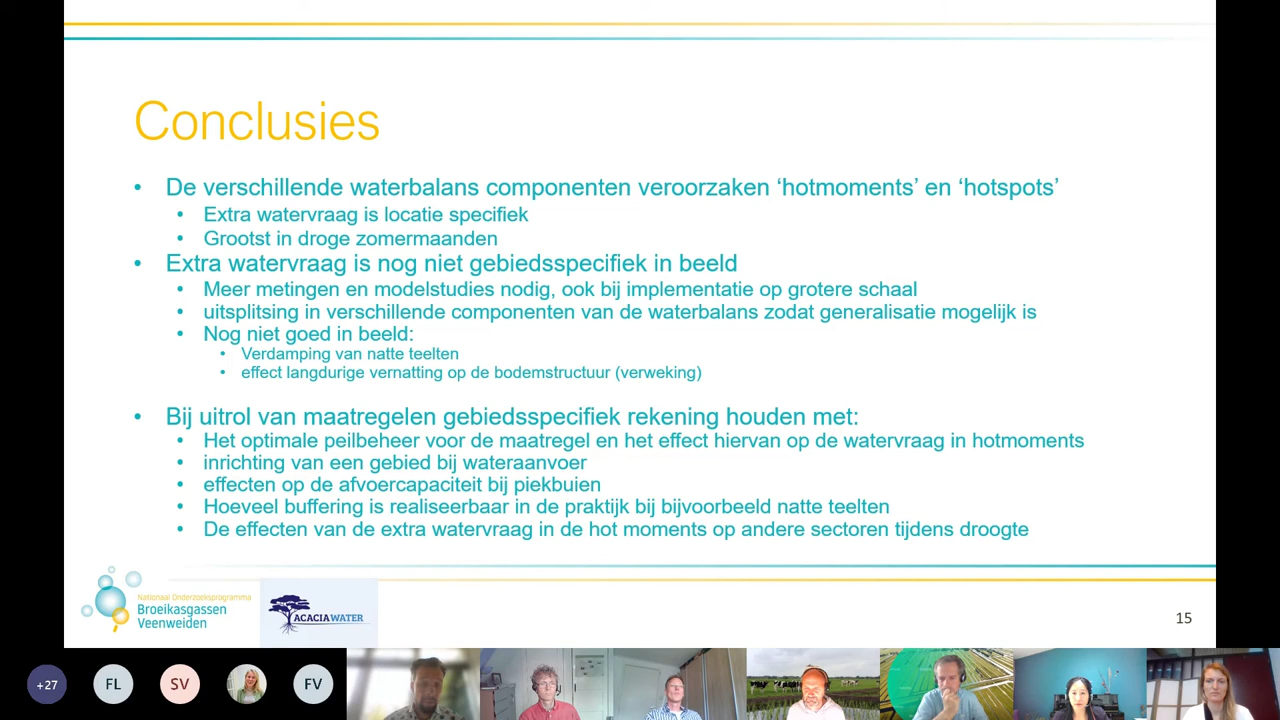 Conclusies
• De verschillende waterbalans componenten veroorzaken ‘hotmoments’ en ‘hotspots’
• Extra watervraag is locatie specifiek
• Grootst in droge zomermaanden
• Extra watervraag is nog niet gebiedsspecifiek in beeld
• Meer metingen en modelstudies nodig, ook bij implementatie op grotere schaal
• uitsplitsing in verschillende componenten van de waterbalans zodat generalisatie mogelijk is
• Nog niet goed in beeld:
• Verdamping van natte teelten
• effect langdurige vernatting op de bodemstructuur (verweking)
• Bij uitrol van maatregelen gebiedsspecifiek rekening houden met:
• Het optimale peilbeheer voor de maatregel en het effect hiervan op de watervraag in hotmoments
• inrichting van een gebied bij wateraanvoer
• effecten op de afvoercapaciteit bij piekbuien
• Hoeveel buffering is realiseerbaar in de praktijk bij bijvoorbeeld natte teelten
• De effecten van de extra watervraag in de hot moments op andere sectoren tijdens droogte
Nationaal Onderzoeksprogramma
Broeikasgassen
Veenweiden
ACACIAWATER
15
+27
FL
SV
FV